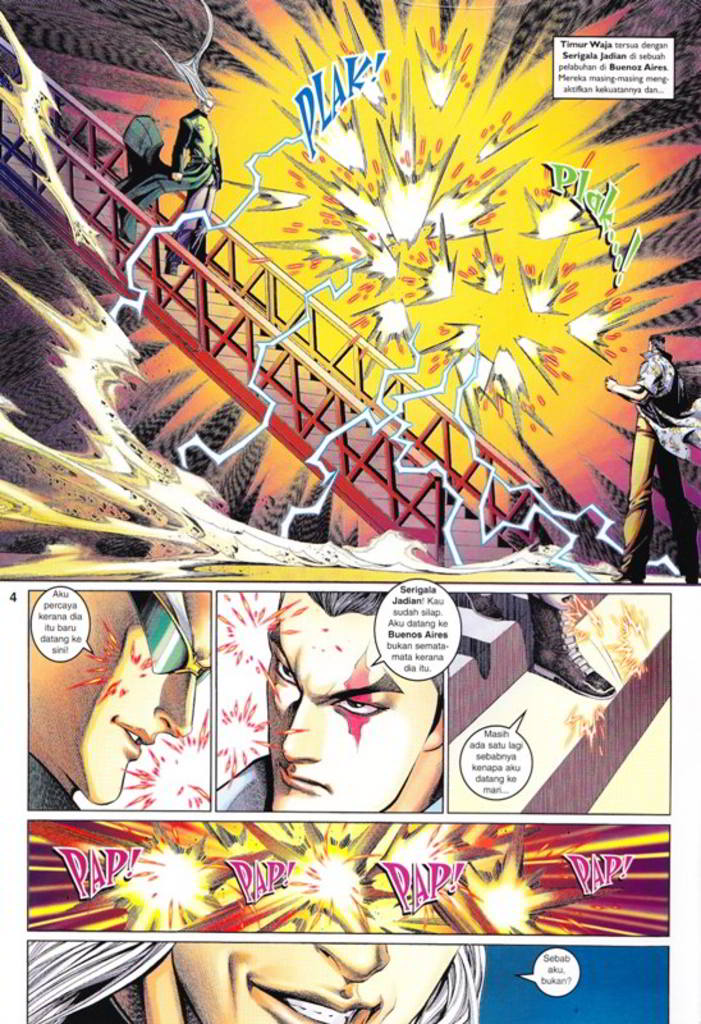 Timur Waja tersua dengan
Serigala Jadian di sebuah
pelabuhan di Buenoz Aires.
Mereka masing-masing meng-
aktifkan kekuatannya dan...
PLAK!
Plak!!
4
Aku
percaya
kerana dia
itu baru
datang ke
sini!
Serigala
Jadian! Kau
sudah silap.
Aku datang ke
Buenos Aires
bukan semata-
mata kerana
dia itu.
Masih
ada satu lagi
sebabnya
kenapa aku
datang ke
mari...
PAP!
PAP!
PAP!
PAP!
Sebab
aku,
bukan?